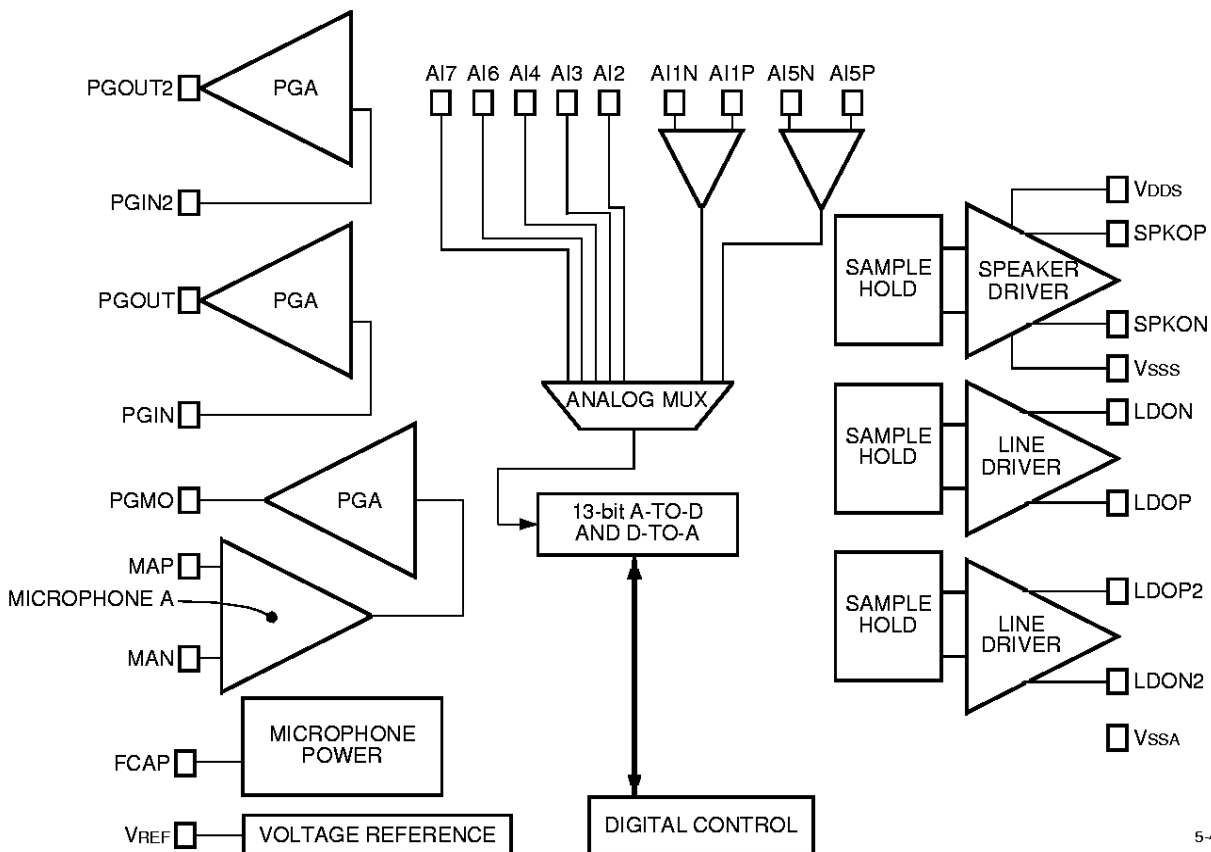 PGOUT2
PGA
PGIN2
PGOUT
PGA
PGIN
PGMO
PGA
MAP
MICROPHONE A
MAN
FCAP
MICROPHONE
POWER
VREF
VOLTAGE REFERENCE
AI7 AI6 AI4 AI3 AI2 AI1N AI1P AI5N AI5P
ANALOG MUX
13-bit A-TO-D
AND D-TO-A
DIGITAL CONTROL
SAMPLE
HOLD
SPEAKER
DRIVER
VDDS
SPKOP
SPKON
VSSS
SAMPLE
HOLD
LINE
DRIVER
LDON
LDOP
SAMPLE
HOLD
LINE
DRIVER
LDOP2
LDON2
VSSA